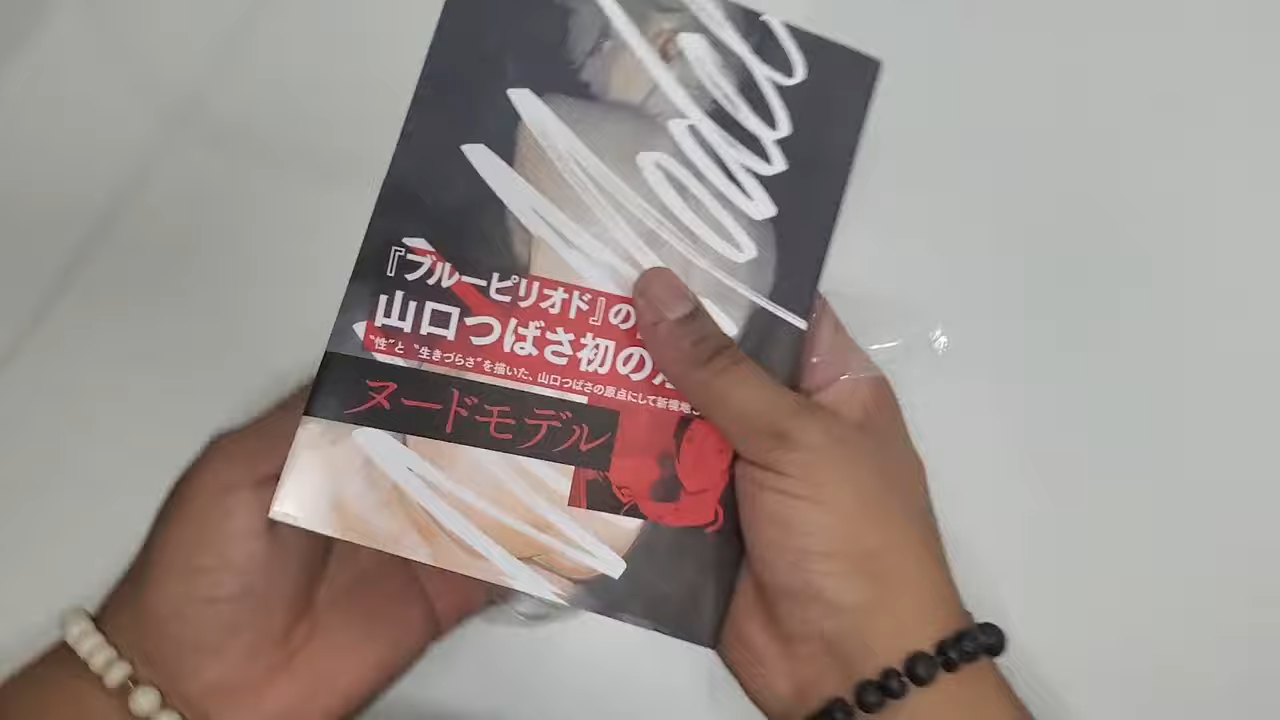 Model
『ブルーピリオド』の
山口つばさ初の
“性”と“生きづらさ”を描いた、山口つばさの原点にして新境地
ヌードモデル